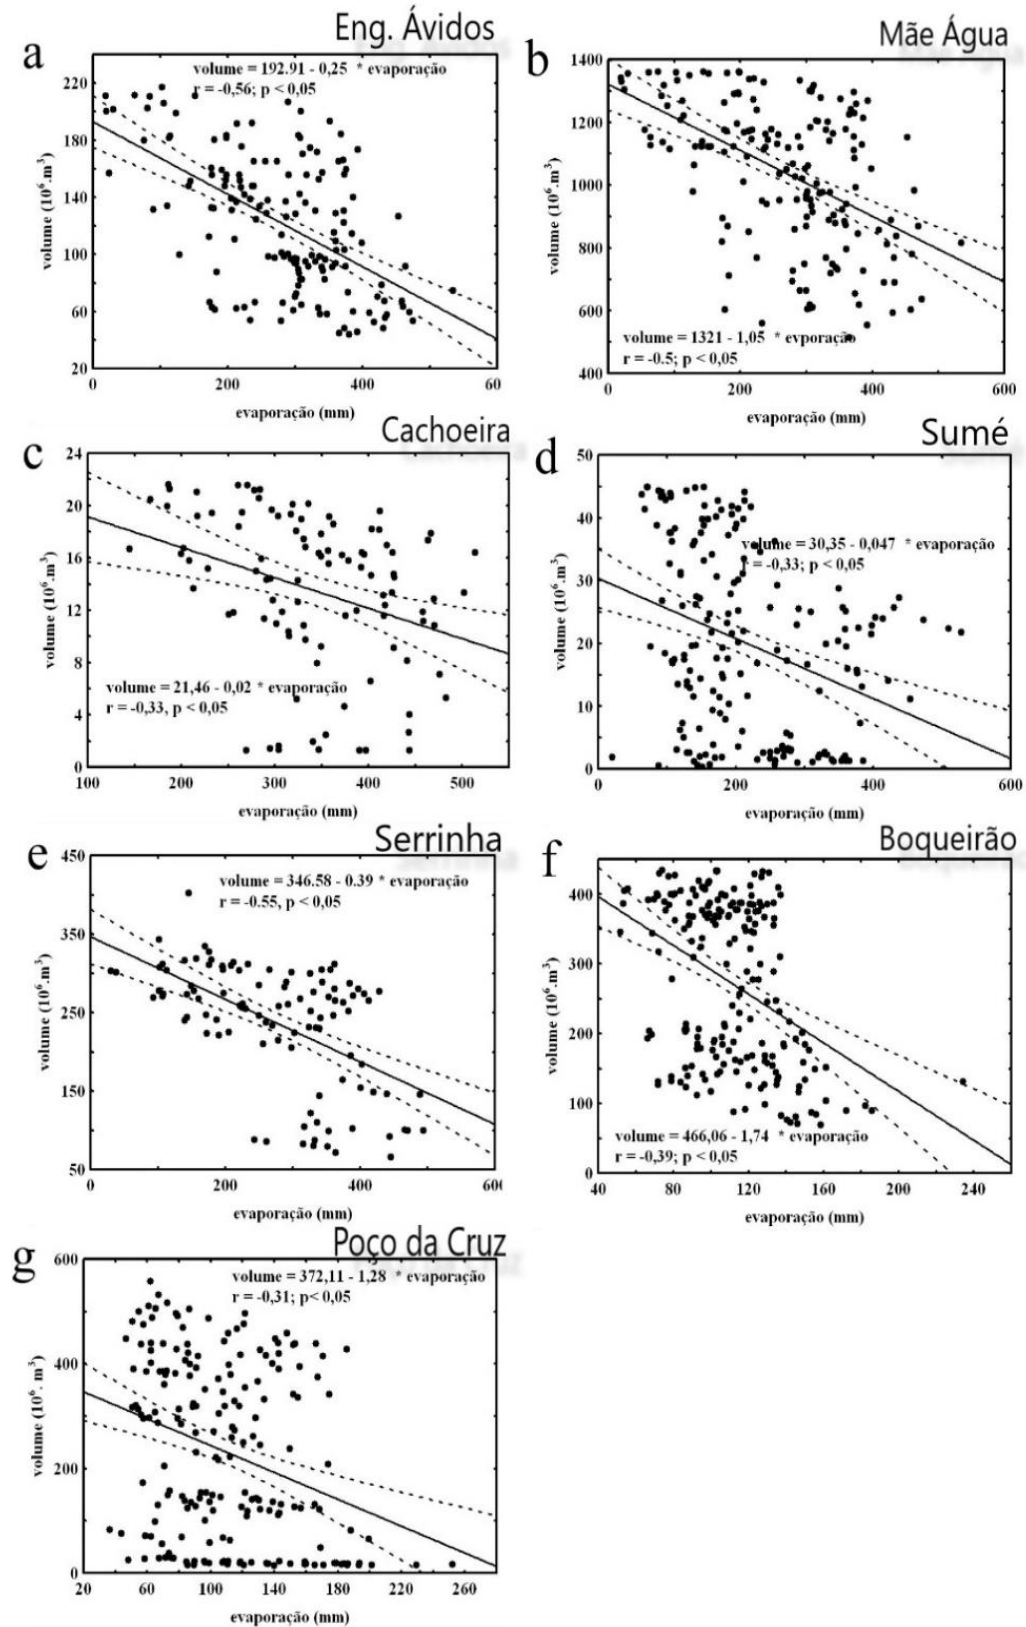 a
Eng. Ávidos
volume = 192.91 - 0,25 * evaporação
r = -0,56; p < 0,05
volume (10⁶.m³)
220
180
140
100
60
20
0 200 400 60
evaporação (mm)
b
Mãe Água
volume (10⁶.m³)
1400
1200
1000
800
600
400
volume = 1321 - 1,05 * evporação
r = -0.5; p < 0,05
0 200 400 600
evaporação (mm)
c
Cachoeira
volume (10⁶.m³)
24
20
16
12
8
4
0
volume = 21,46 - 0,02 * evaporação
r = -0,33, p < 0,05
100 200 300 400 500
evaporação (mm)
d
Sumé
volume (10⁶.m³)
50
40
30
20
10
0
volume = 30,35 - 0,047 * evaporação
r = -0,33; p < 0,05
0 200 400 600
evaporação (mm)
e
Serrinha
volume = 346.58 - 0.39 * evaporação
r = -0.55, p < 0,05
volume (10⁶.m³)
450
350
250
150
50
0 200 400 600
evaporação (mm)
f
Boqueirão
volume (10⁶.m³)
400
300
200
100
0
volume = 466,06 - 1,74 * evaporação
r = -0,39; p < 0,05
40 80 120 160 200 240
evaporação (mm)
g
Poço da Cruz
volume = 372,11 - 1,28 * evaporação
r = -0,31; p< 0,05
volume (10⁶. m³)
600
400
200
0
20 60 100 140 180 220 260
evaporação (mm)